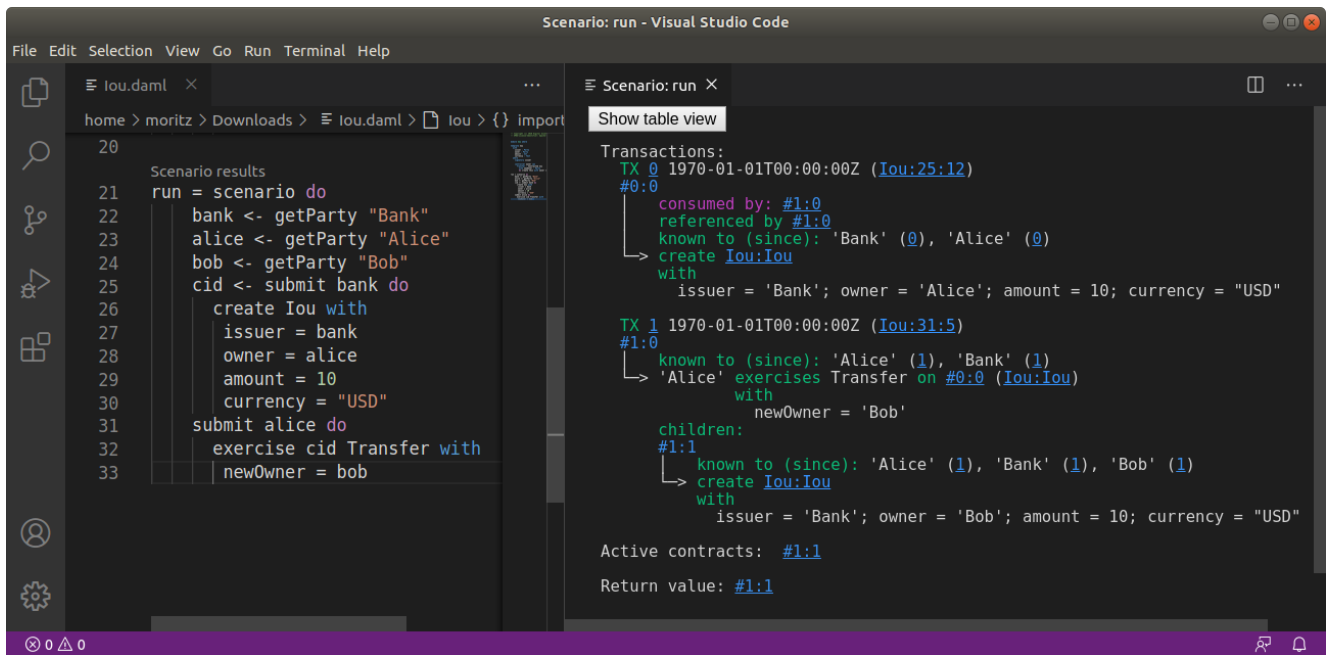 Scenario: run - Visual Studio Code
File Edit Selection View Go Run Terminal Help
Iou.daml
home > moritz > Downloads > Iou.daml > Iou > {} import
20
Scenario results
21 run = scenario do
22 bank <- getParty "Bank"
23 alice <- getParty "Alice"
24 bob <- getParty "Bob"
25 cid <- submit bank do
26 create Iou with
27 issuer = bank
28 owner = alice
29 amount = 10
30 currency = "USD"
31 submit alice do
32 exercise cid Transfer with
33 newOwner = bob
Scenario: run
Show table view
Transactions:
TX 0 1970-01-01T00:00:00Z (Iou:25:12)
#0:0
consumed by: #1:0
referenced by #1:0
known to (since): 'Bank' (0), 'Alice' (0)
create Iou:Iou
with
issuer = 'Bank'; owner = 'Alice'; amount = 10; currency = "USD"
TX 1 1970-01-01T00:00:00Z (Iou:31:5)
#1:0
known to (since): 'Alice' (1), 'Bank' (1)
'Alice' exercises Transfer on #0:0 (Iou:Iou)
with
newOwner = 'Bob'
children:
#1:1
known to (since): 'Alice' (1), 'Bank' (1), 'Bob' (1)
create Iou:Iou
with
issuer = 'Bank'; owner = 'Bob'; amount = 10; currency = "USD"
Active contracts: #1:1
Return value: #1:1
0 0